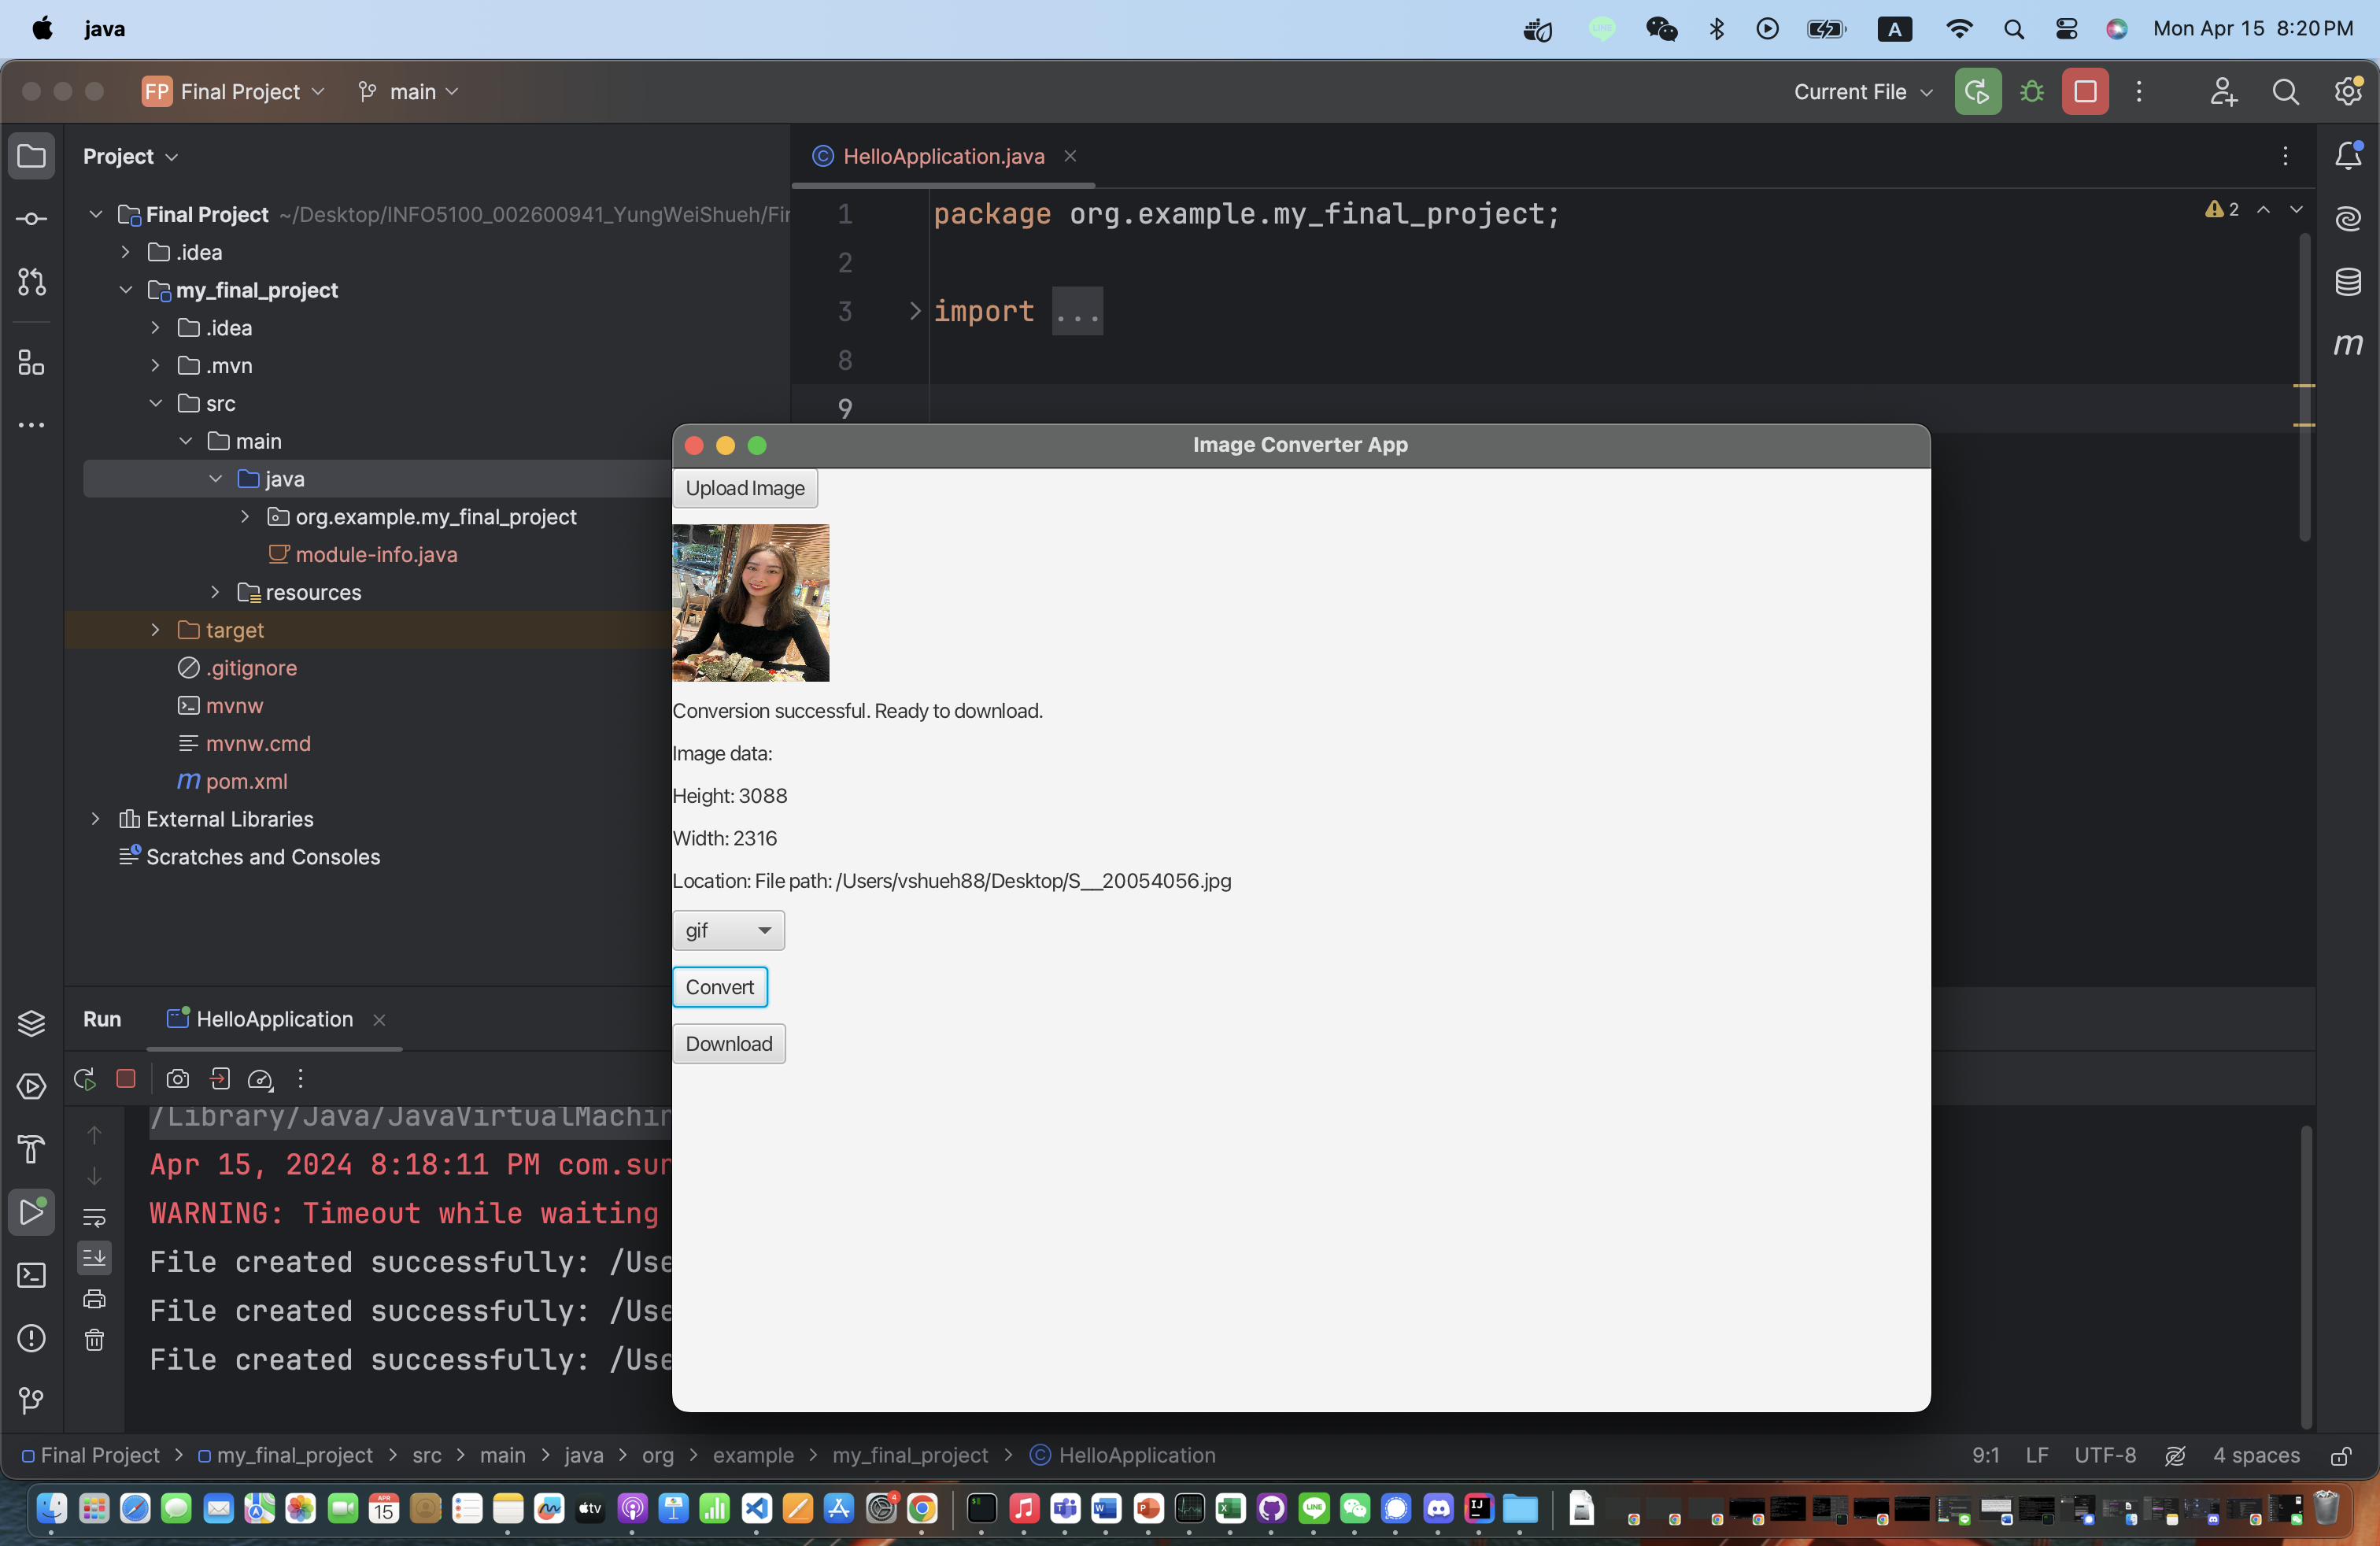 java
Mon Apr 15 8:20 PM
FP Final Project
main
Current File
Project
HelloApplication.java
Final Project ~/Desktop/INFO5100_002600941_YungWeiShueh/Fin
.idea
my_final_project
.idea
.mvn
src
main
java
org.example.my_final_project
module-info.java
resources
target
.gitignore
mvnw
mvnw.cmd
pom.xml
External Libraries
Scratches and Consoles
1 package org.example.my_final_project;
2
3 import ...
8
9
2
Image Converter App
Upload Image
Conversion successful. Ready to download.
Image data:
Height: 3088
Width: 2316
Location: File path: /Users/vshueh88/Desktop/S__20054056.jpg
gif
Convert
Download
Run
HelloApplication
/Library/Java/JavaVirtualMachin
Apr 15, 2024 8:18:11 PM com.sun
WARNING: Timeout while waiting
File created successfully: /Use
File created successfully: /Use
File created successfully: /Use
Final Project > my_final_project > src > main > java > org > example > my_final_project > HelloApplication
9:1 LF UTF-8 4 spaces